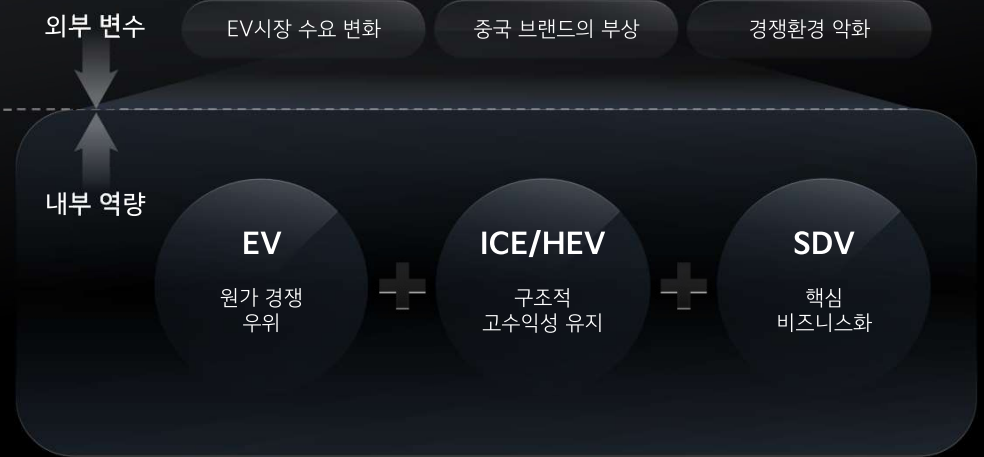 외부 변수
EV시장 수요 변화
중국 브랜드의 부상
경쟁환경 악화
내부 역량
EV
원가 경쟁
우위
ICE/HEV
구조적
고수익성 유지
SDV
핵심
비즈니스화